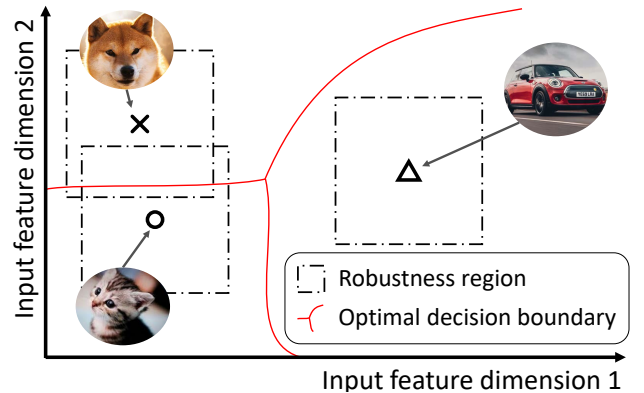 Input feature dimension 2
Robustness region
Optimal decision boundary
Input feature dimension 1